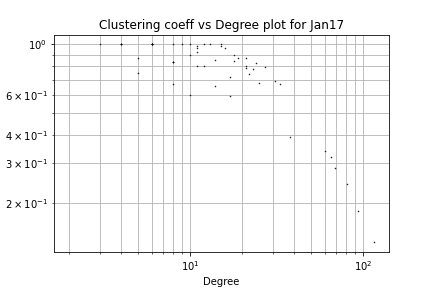 Clustering coeff vs Degree plot for Jan17
10⁰
6 × 10⁻¹
4 × 10⁻¹
3 × 10⁻¹
2 × 10⁻¹
10¹ 10²
Degree